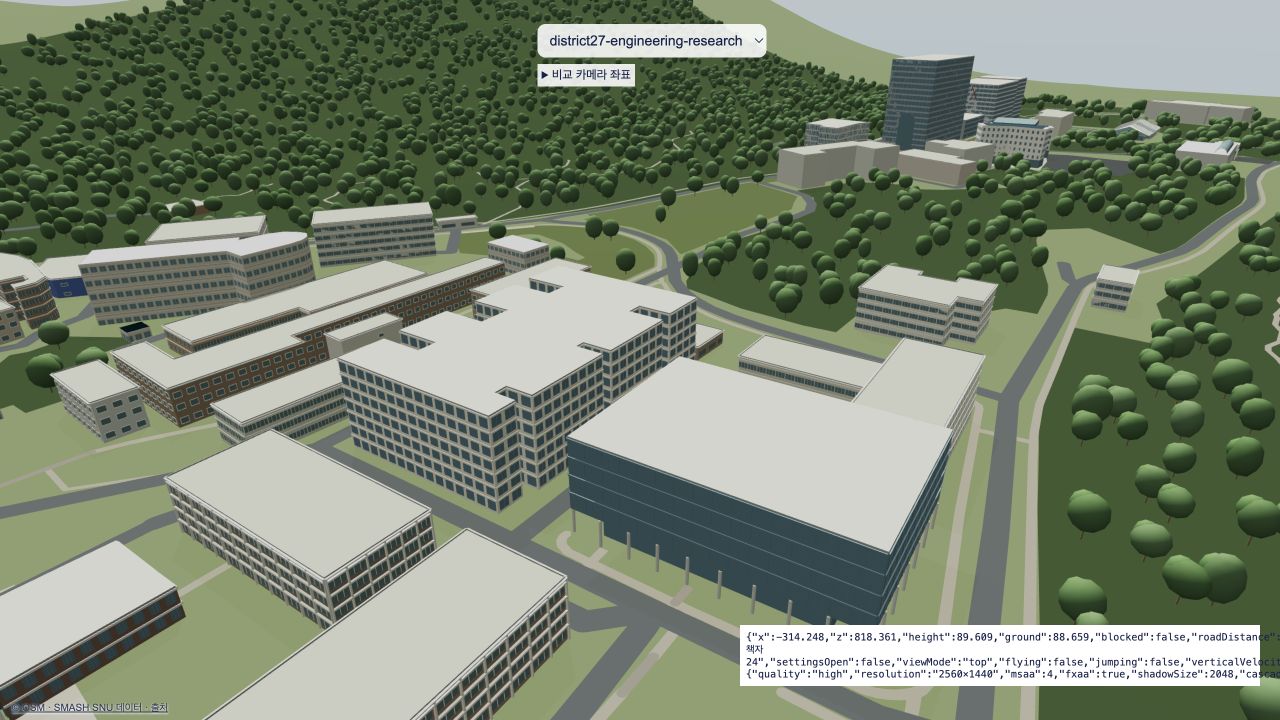 district27-engineering-research
▶ 비교 카메라 좌표
{"x":−314.248,"z":818.361,"height":89.609,"ground":88.659,"blocked":false,"roadDistance":
책자
24","settingsOpen":false,"viewMode":"top","flying":false,"jumping":false,"verticalVelocit
{"quality":"high","resolution":"2560×1440","msaa":4,"fxaa":true,"shadowSize":2048,"cascad
© OSM · SMASH SNU 데이터 · 출처